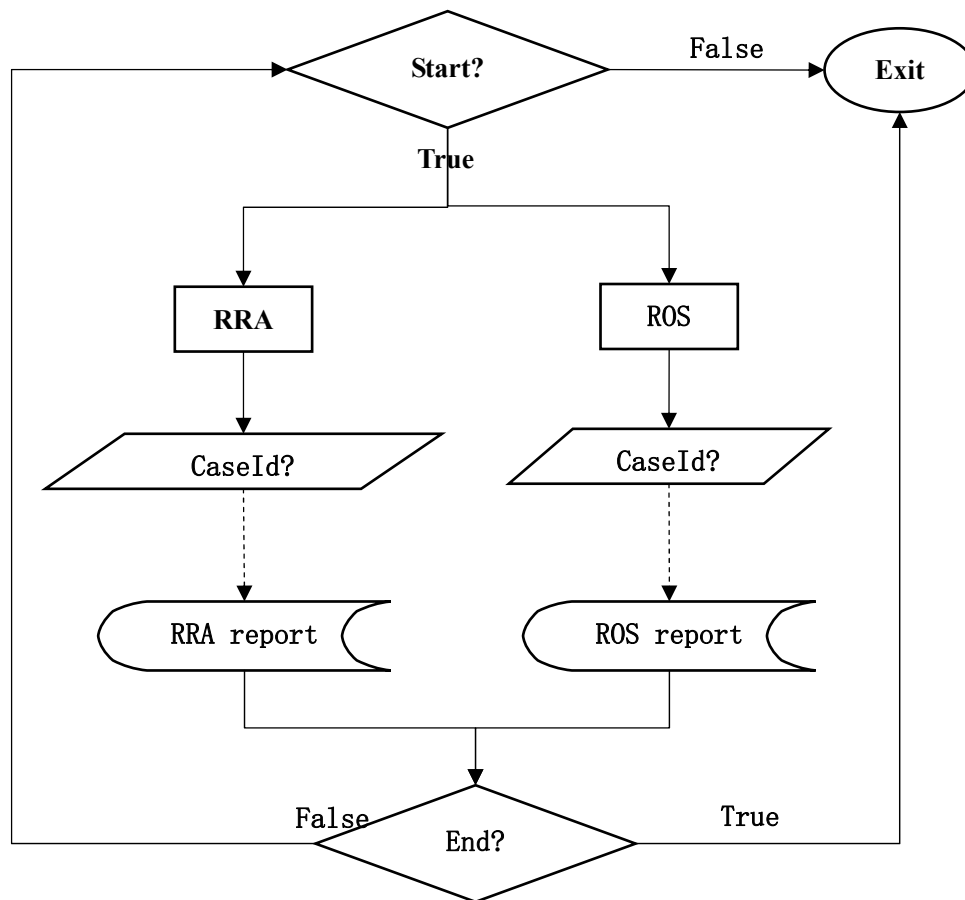 Start?
False
Exit
True
RRA
ROS
CaseId?
CaseId?
RRA report
ROS report
False
True
End?